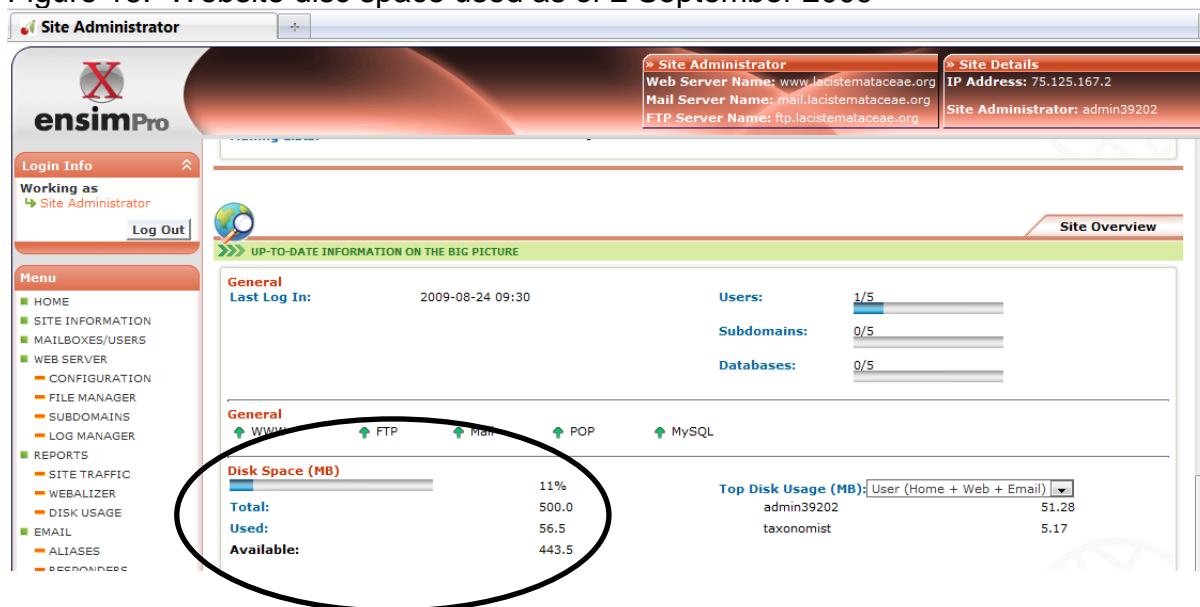 Site Administrator
» Site Administrator
Web Server Name: www.lacistemataceae.org
Mail Server Name: mail.lacistemataceae.org
FTP Server Name: ftp.lacistemataceae.org
» Site Details
IP Address: 75.125.167.2
Site Administrator: admin39202
X
ensimPro
Login Info
Working as
Site Administrator
Log Out
Menu
HOME
SITE INFORMATION
MAILBOXES/USERS
WEB SERVER
CONFIGURATION
FILE MANAGER
SUBDOMAINS
LOG MANAGER
REPORTS
SITE TRAFFIC
WEBALIZER
DISK USAGE
EMAIL
ALIASES
RESPONDERS
Site Overview
UP-TO-DATE INFORMATION ON THE BIG PICTURE
General
Last Log In: 2009-08-24 09:30
Users: 1/5
Subdomains: 0/5
Databases: 0/5
General
WWW FTP Mail POP MySQL
Disk Space (MB)
11%
Total: 500.0
Used: 56.5
Available: 443.5
Top Disk Usage (MB): User (Home + Web + Email)
admin39202 51.28
taxonomist 5.17